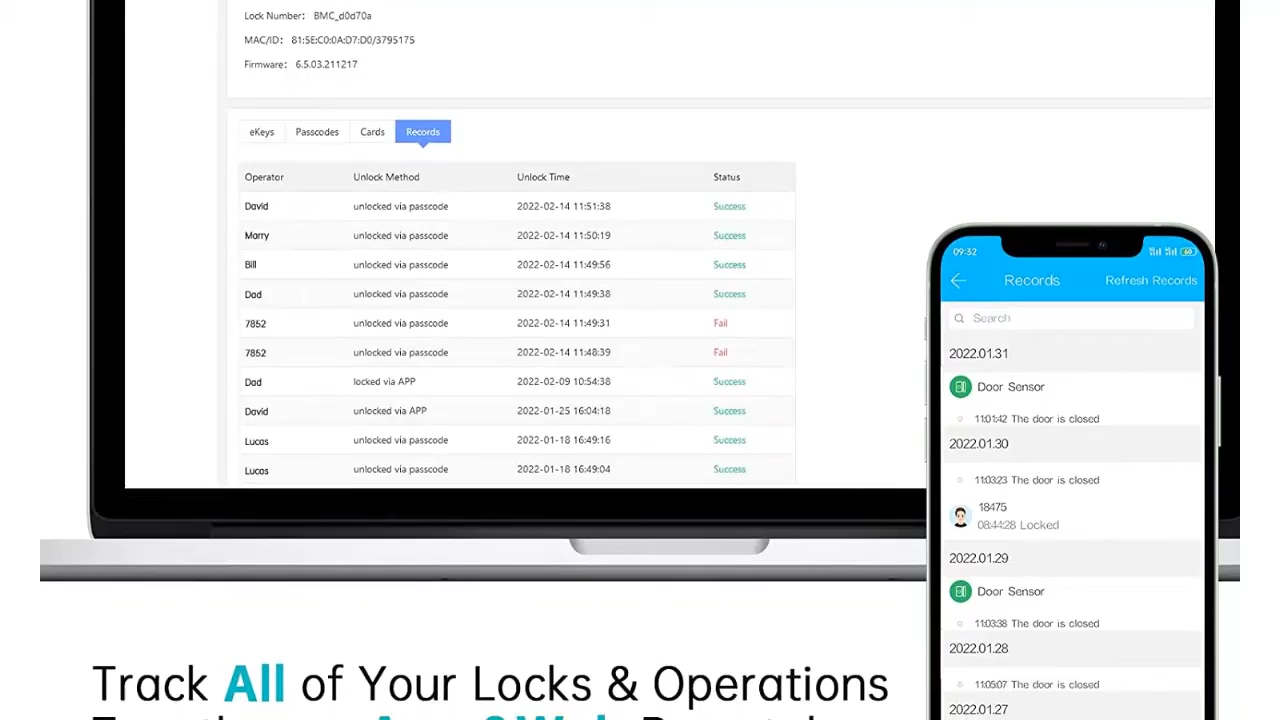 Lock Number: BMC_d0d70a
MAC/ID: 81:5E:C0:0A:D7:D0/3795175
Firmware: 6.5.03.211217
eKeys Passcodes Cards Records
Operator Unlock Method Unlock Time Status
David unlocked via passcode 2022-02-14 11:51:38 Success
Marry unlocked via passcode 2022-02-14 11:50:19 Success
Bill unlocked via passcode 2022-02-14 11:49:56 Success
Dad unlocked via passcode 2022-02-14 11:49:38 Success
7852 unlocked via passcode 2022-02-14 11:49:31 Fail
7852 unlocked via passcode 2022-02-14 11:48:39 Fail
Dad locked via APP 2022-02-09 10:54:38 Success
David unlocked via APP 2022-01-25 16:04:18 Success
Lucas unlocked via passcode 2022-01-18 16:49:16 Success
Lucas unlocked via passcode 2022-01-18 16:49:04 Success
09:32
Records Refresh Records
Search
2022.01.31
Door Sensor
11:01:42 The door is closed
2022.01.30
11:03:23 The door is closed
18475
08:44:28 Locked
2022.01.29
Door Sensor
11:03:38 The door is closed
2022.01.28
11:05:07 The door is closed
2022.01.27
Track All of Your Locks & Operations